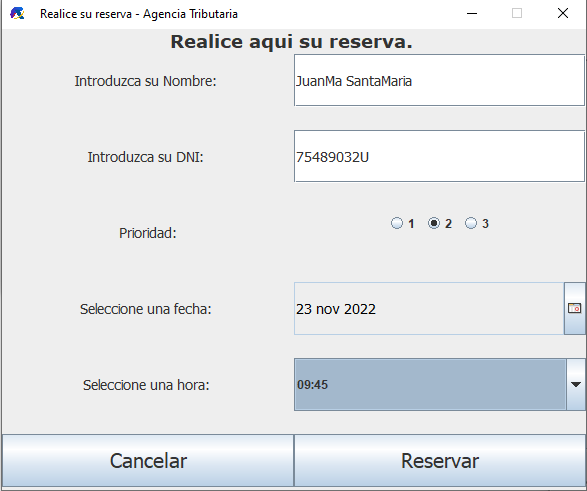 Realice su reserva - Agencia Tributaria
Realice aqui su reserva.
Introduzca su Nombre: JuanMa SantaMaria
Introduzca su DNI: 75489032U
Prioridad: 1 2 3
Seleccione una fecha: 23 nov 2022
Seleccione una hora: 09:45
Cancelar Reservar